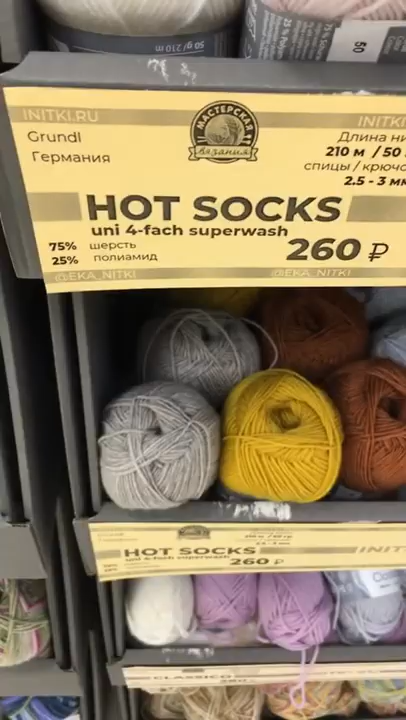 50g/210 m
50
INITKI.RU
МАСТЕРСКАЯ
Вязания
INITKI
Grundl
Германия
Длина ни
210 м / 50
спицы / крючо
2.5 - 3 мм
HOT SOCKS
uni 4-fach superwash
75% шерсть
25% полиамид
260 ₽
@EKA_NITKI
@EKA_NITKI
HOT SOCKS
uni 4-fach superwash
260 ₽
INIT
CLASSICO